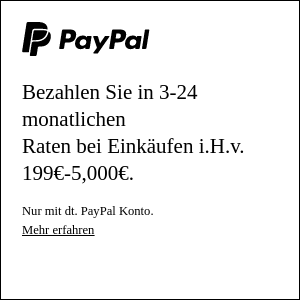 PayPal
Bezahlen Sie in 3-24
monatlichen
Raten bei Einkäufen i.H.v.
199€-5,000€.
Nur mit dt. PayPal Konto.
Mehr erfahren